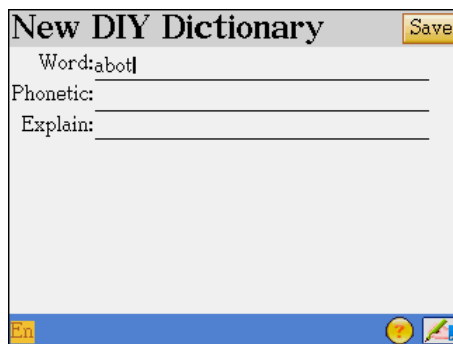 New DIY Dictionary Save
Word:abot
Phonetic:
Explain:
En ?